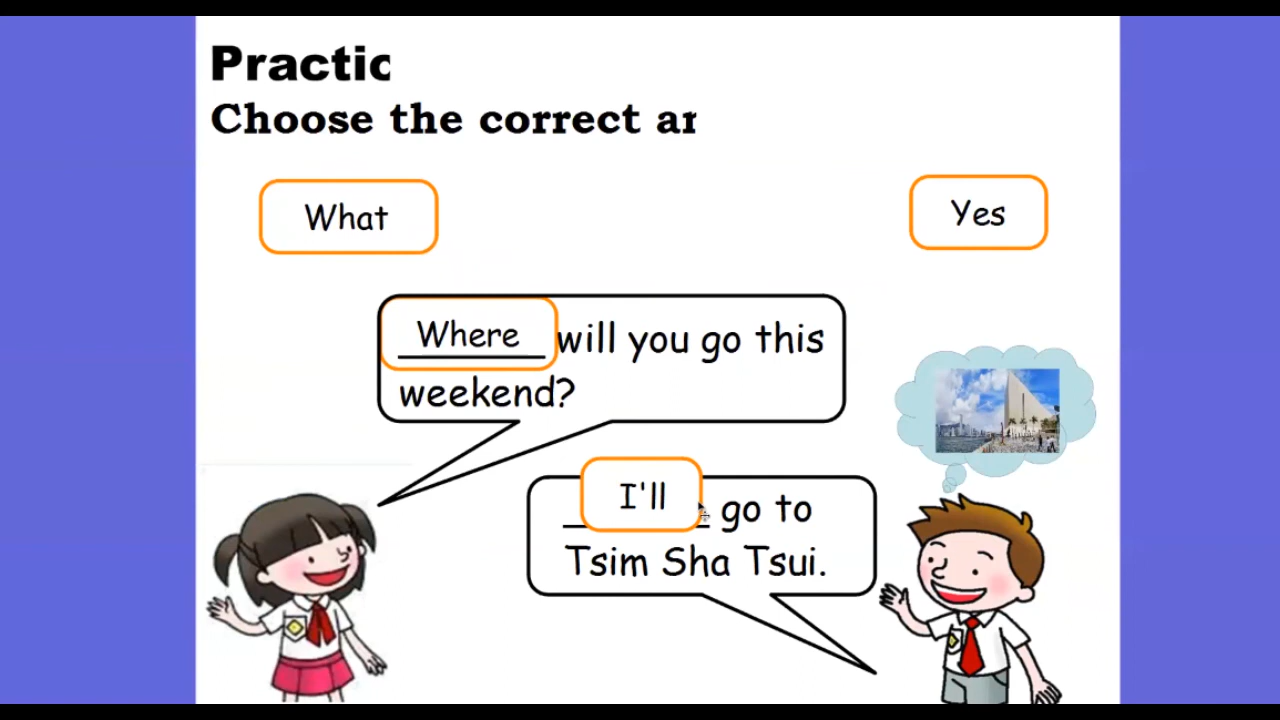 Practic
Choose the correct ar
What
Yes
Where will you go this
weekend?
I'll go to
Tsim Sha Tsui.